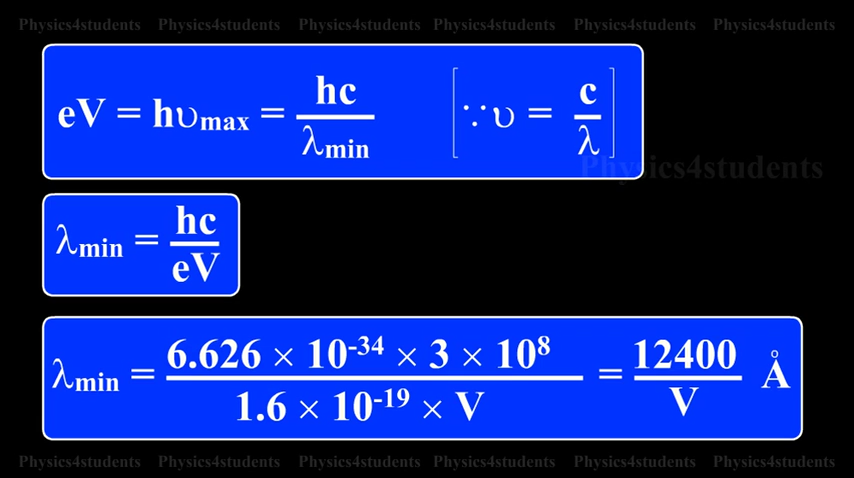 Physics4students Physics4students Physics4students Physics4students Physics4students Physics4students
eV = hυmax = hc/λmin [∵υ = c/λ]
Physics4students
λmin = hc/eV
λmin = 6.626 × 10⁻³⁴ × 3 × 10⁸ / 1.6 × 10⁻¹⁹ × V = 12400/V Å
Physics4students Physics4students Physics4students Physics4students Physics4students Physics4students